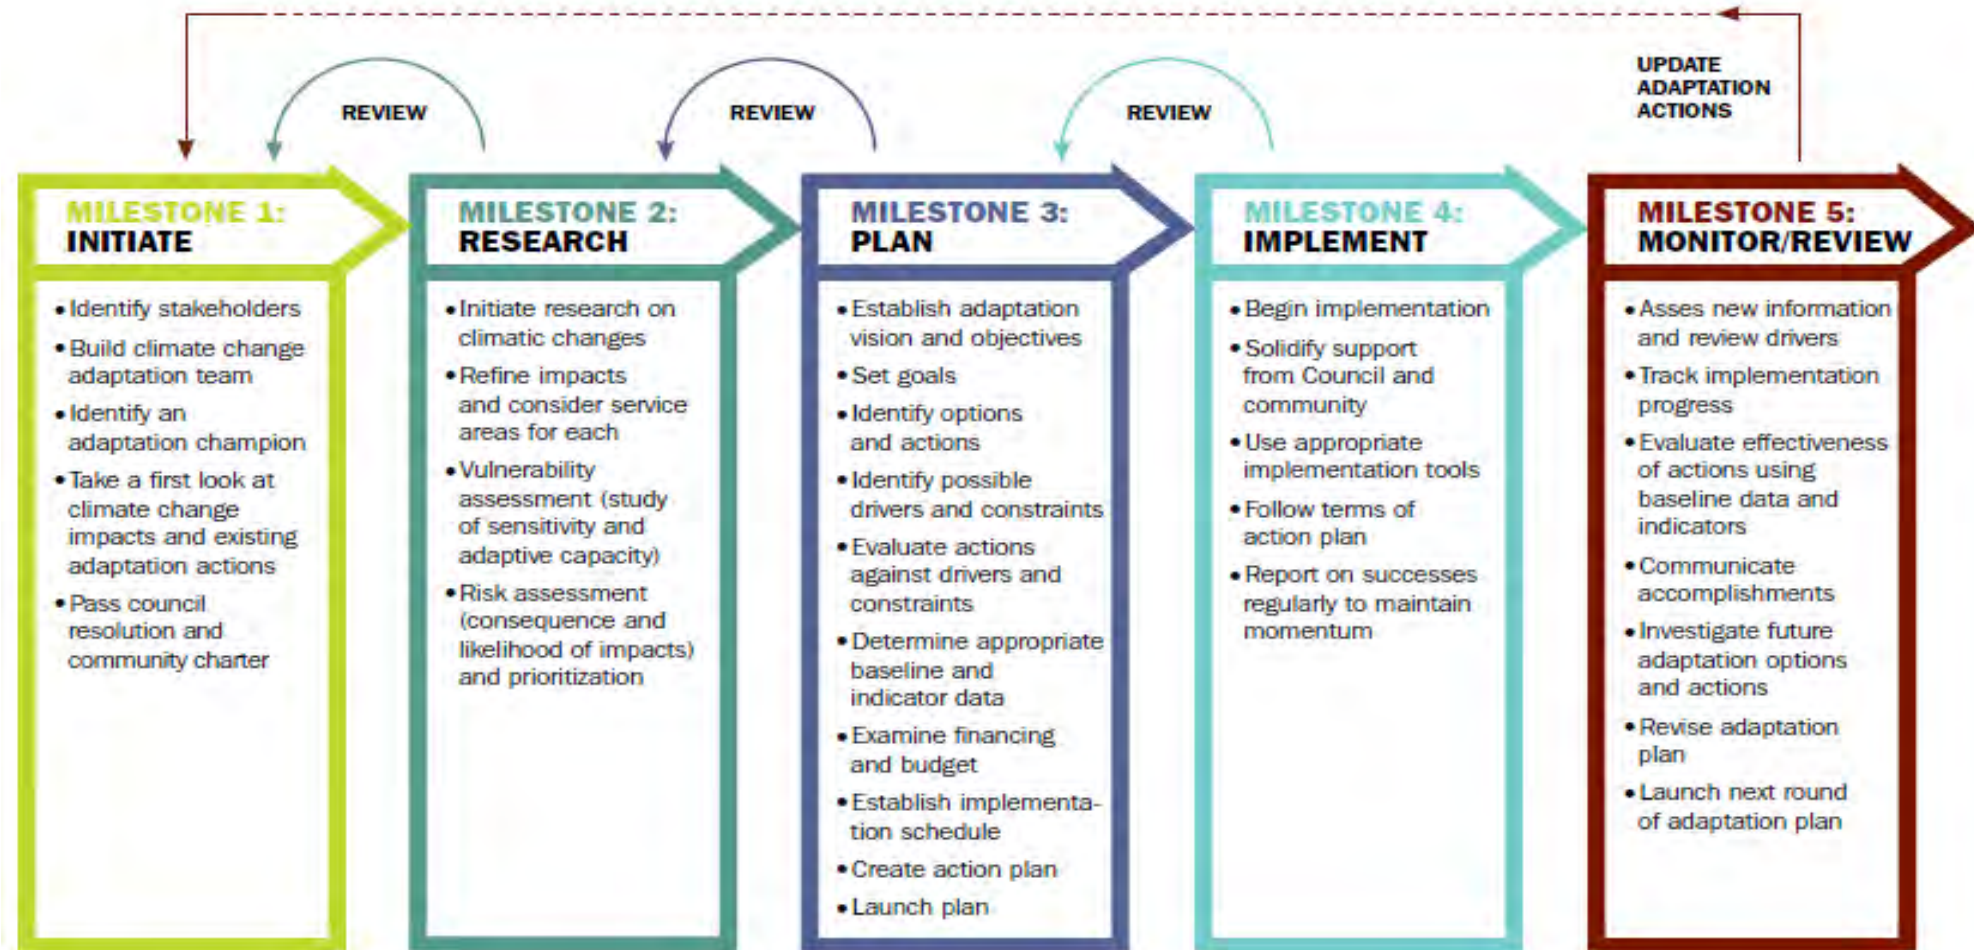 UPDATE
ADAPTATION
ACTIONS
REVIEW
REVIEW
REVIEW
MILESTONE 1:
INITIATE
• Identify stakeholders
• Build climate change
adaptation team
• Identify an
adaptation champion
• Take a first look at
climate change
impacts and existing
adaptation actions
• Pass council
resolution and
community charter
MILESTONE 2:
RESEARCH
• Initiate research on
climatic changes
• Refine impacts
and consider service
areas for each
• Vulnerability
assessment (study
of sensitivity and
adaptive capacity)
• Risk assessment
(consequence and
likelihood of impacts)
and prioritization
MILESTONE 3:
PLAN
• Establish adaptation
vision and objectives
• Set goals
• Identify options
and actions
• Identify possible
drivers and constraints
• Evaluate actions
against drivers and
constraints
• Determine appropriate
baseline and
indicator data
• Examine financing
and budget
• Establish implementa-
tion schedule
• Create action plan
• Launch plan
MILESTONE 4:
IMPLEMENT
• Begin implementation
• Solidify support
from Council and
community
• Use appropriate
implementation tools
• Follow terms of
action plan
• Report on successes
regularly to maintain
momentum
MILESTONE 5:
MONITOR/REVIEW
• Asses new information
and review drivers
• Track implementation
progress
• Evaluate effectiveness
of actions using
baseline data and
indicators
• Communicate
accomplishments
• Investigate future
adaptation options
and actions
• Revise adaptation
plan
• Launch next round
of adaptation plan